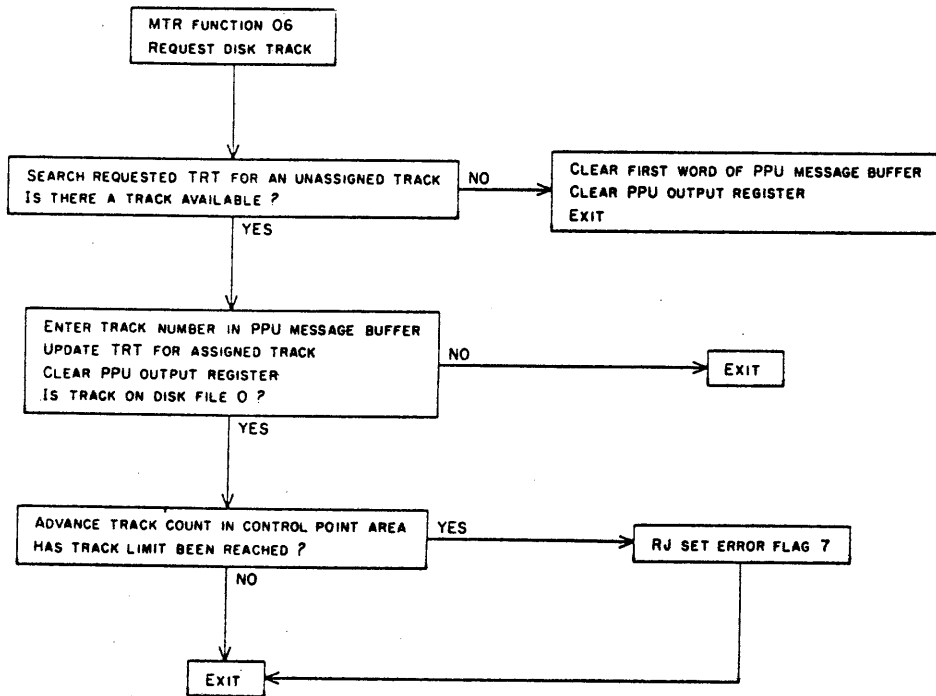 MTR FUNCTION 06
REQUEST DISK TRACK
SEARCH REQUESTED TRT FOR AN UNASSIGNED TRACK
IS THERE A TRACK AVAILABLE ?
NO
CLEAR FIRST WORD OF PPU MESSAGE BUFFER
CLEAR PPU OUTPUT REGISTER
EXIT
YES
ENTER TRACK NUMBER IN PPU MESSAGE BUFFER
UPDATE TRT FOR ASSIGNED TRACK
CLEAR PPU OUTPUT REGISTER
IS TRACK ON DISK FILE 0 ?
NO
EXIT
YES
ADVANCE TRACK COUNT IN CONTROL POINT AREA
HAS TRACK LIMIT BEEN REACHED ?
YES
RJ SET ERROR FLAG 7
NO
EXIT